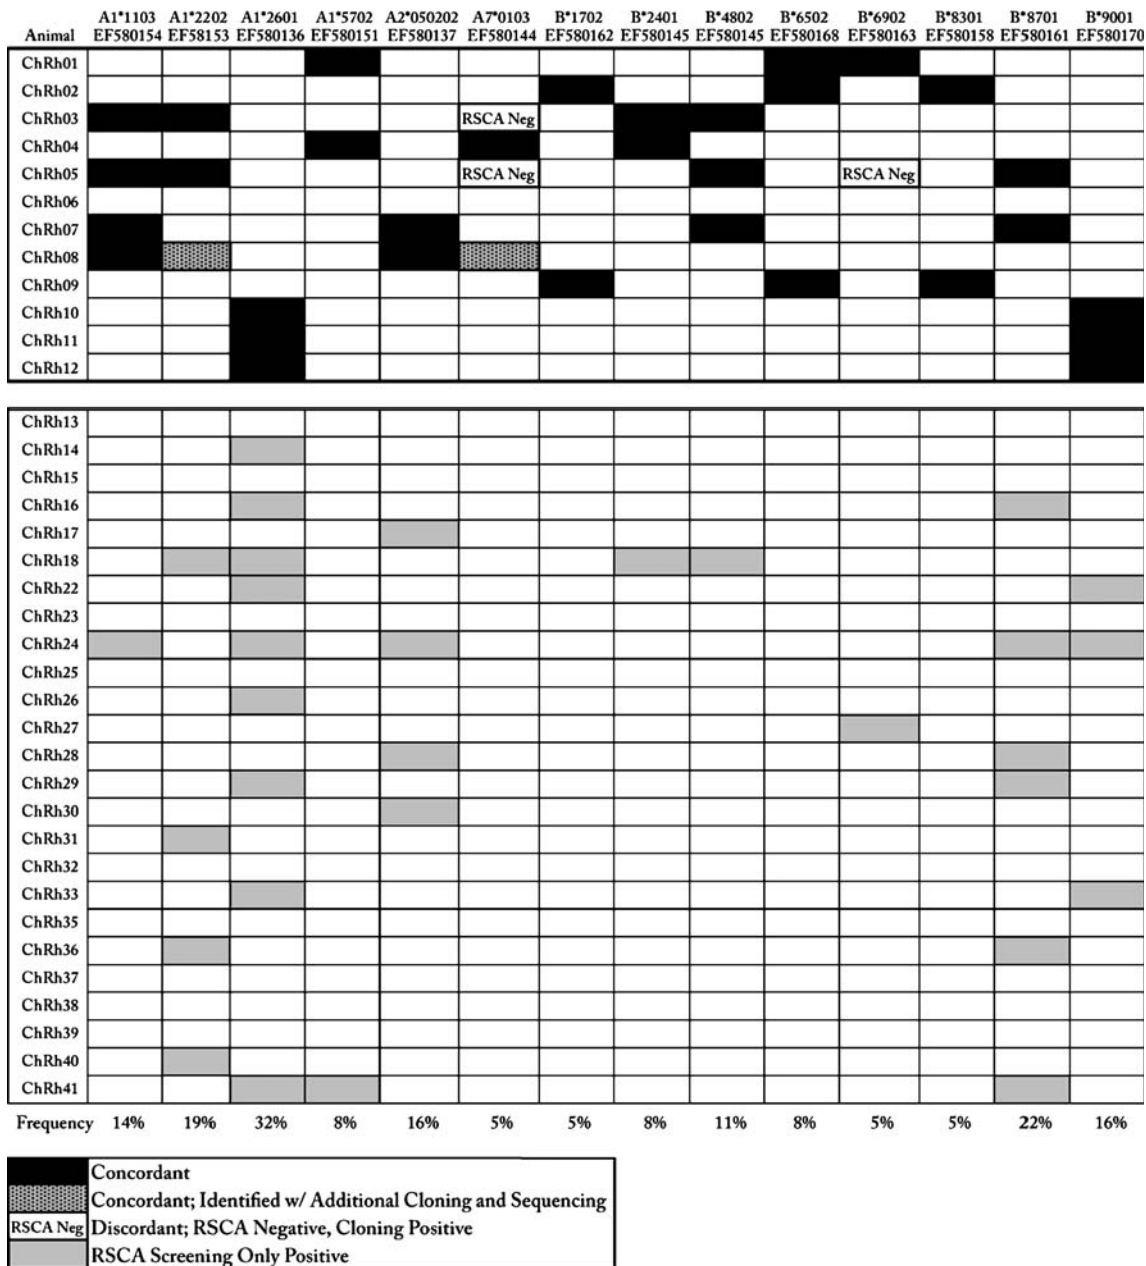 A1*1103 A1*2202 A1*2601 A1*5702 A2*050202 A7*0103 B*1702 B*2401 B*4802 B*6502 B*6902 B*8301 B*8701 B*9001
Animal EF580154 EF58153 EF580136 EF580151 EF580137 EF580144 EF580162 EF580145 EF580145 EF580168 EF580163 EF580158 EF580161 EF580170
ChRh01
ChRh02
ChRh03 RSCA Neg
ChRh04
ChRh05 RSCA Neg RSCA Neg
ChRh06
ChRh07
ChRh08
ChRh09
ChRh10
ChRh11
ChRh12
ChRh13
ChRh14
ChRh15
ChRh16
ChRh17
ChRh18
ChRh22
ChRh23
ChRh24
ChRh25
ChRh26
ChRh27
ChRh28
ChRh29
ChRh30
ChRh31
ChRh32
ChRh33
ChRh35
ChRh36
ChRh37
ChRh38
ChRh39
ChRh40
ChRh41
Frequency 14% 19% 32% 8% 16% 5% 5% 8% 11% 8% 5% 5% 22% 16%
Concordant
Concordant; Identified w/ Additional Cloning and Sequencing
RSCA Neg Discordant; RSCA Negative, Cloning Positive
RSCA Screening Only Positive